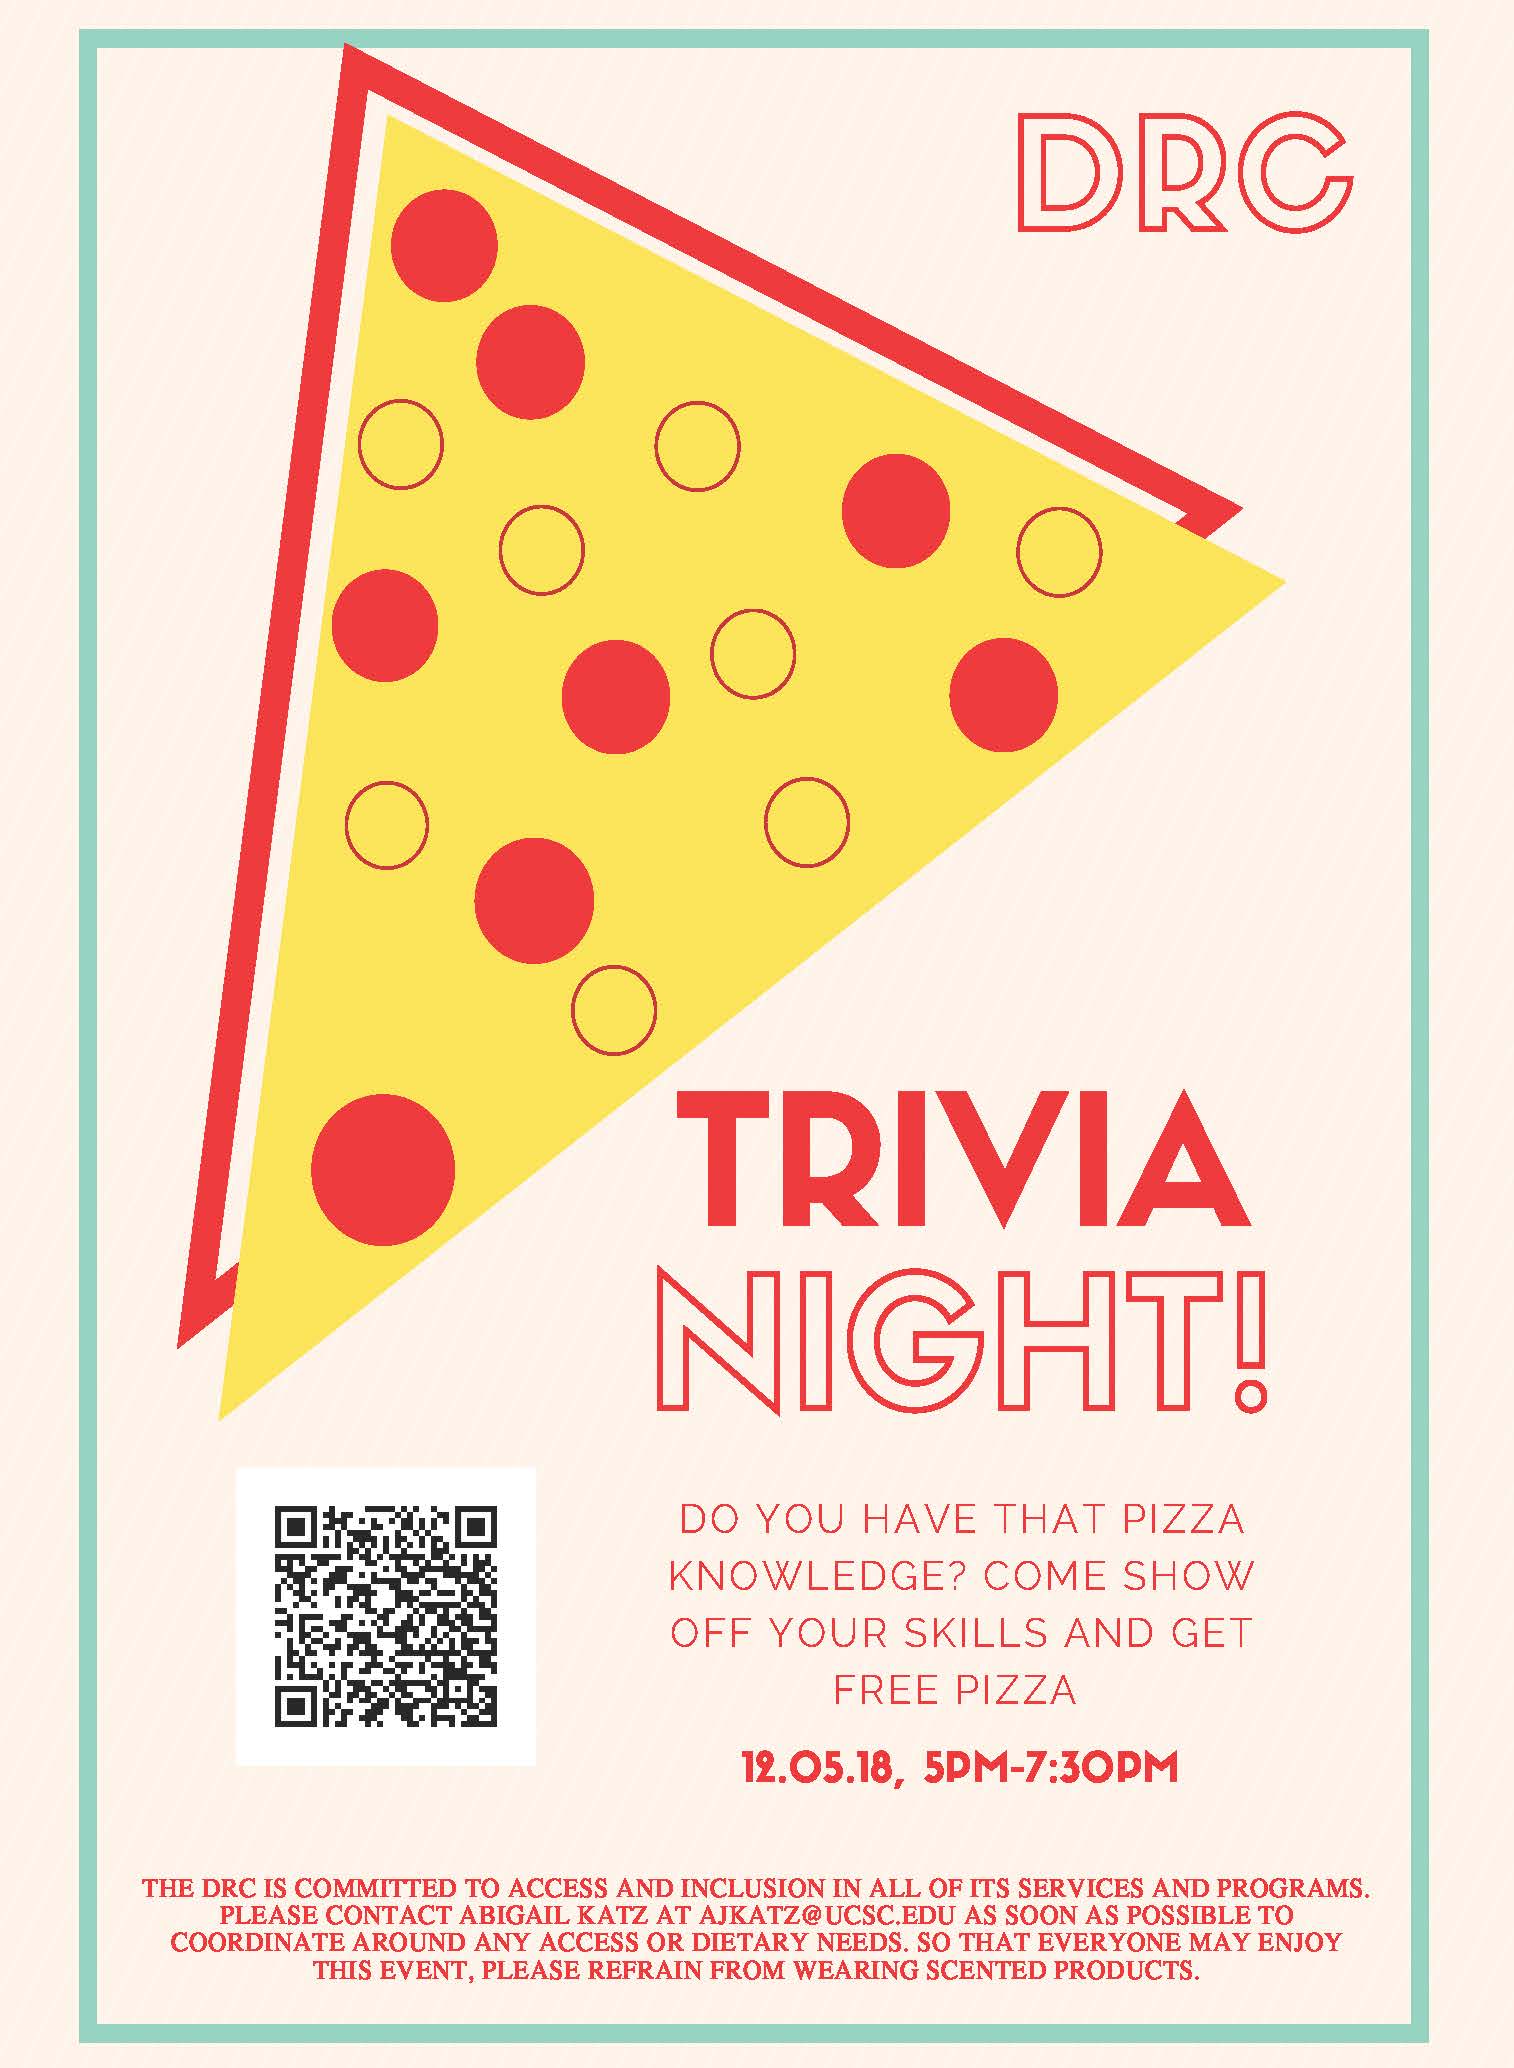 DRC
TRIVIA
NIGHT!
DO YOU HAVE THAT PIZZA
KNOWLEDGE? COME SHOW
OFF YOUR SKILLS AND GET
FREE PIZZA
12.05.18, 5PM-7:30PM
THE DRC IS COMMITTED TO ACCESS AND INCLUSION IN ALL OF ITS SERVICES AND PROGRAMS.
PLEASE CONTACT ABIGAIL KATZ AT AJKATZ@UCSC.EDU AS SOON AS POSSIBLE TO
COORDINATE AROUND ANY ACCESS OR DIETARY NEEDS. SO THAT EVERYONE MAY ENJOY
THIS EVENT, PLEASE REFRAIN FROM WEARING SCENTED PRODUCTS.